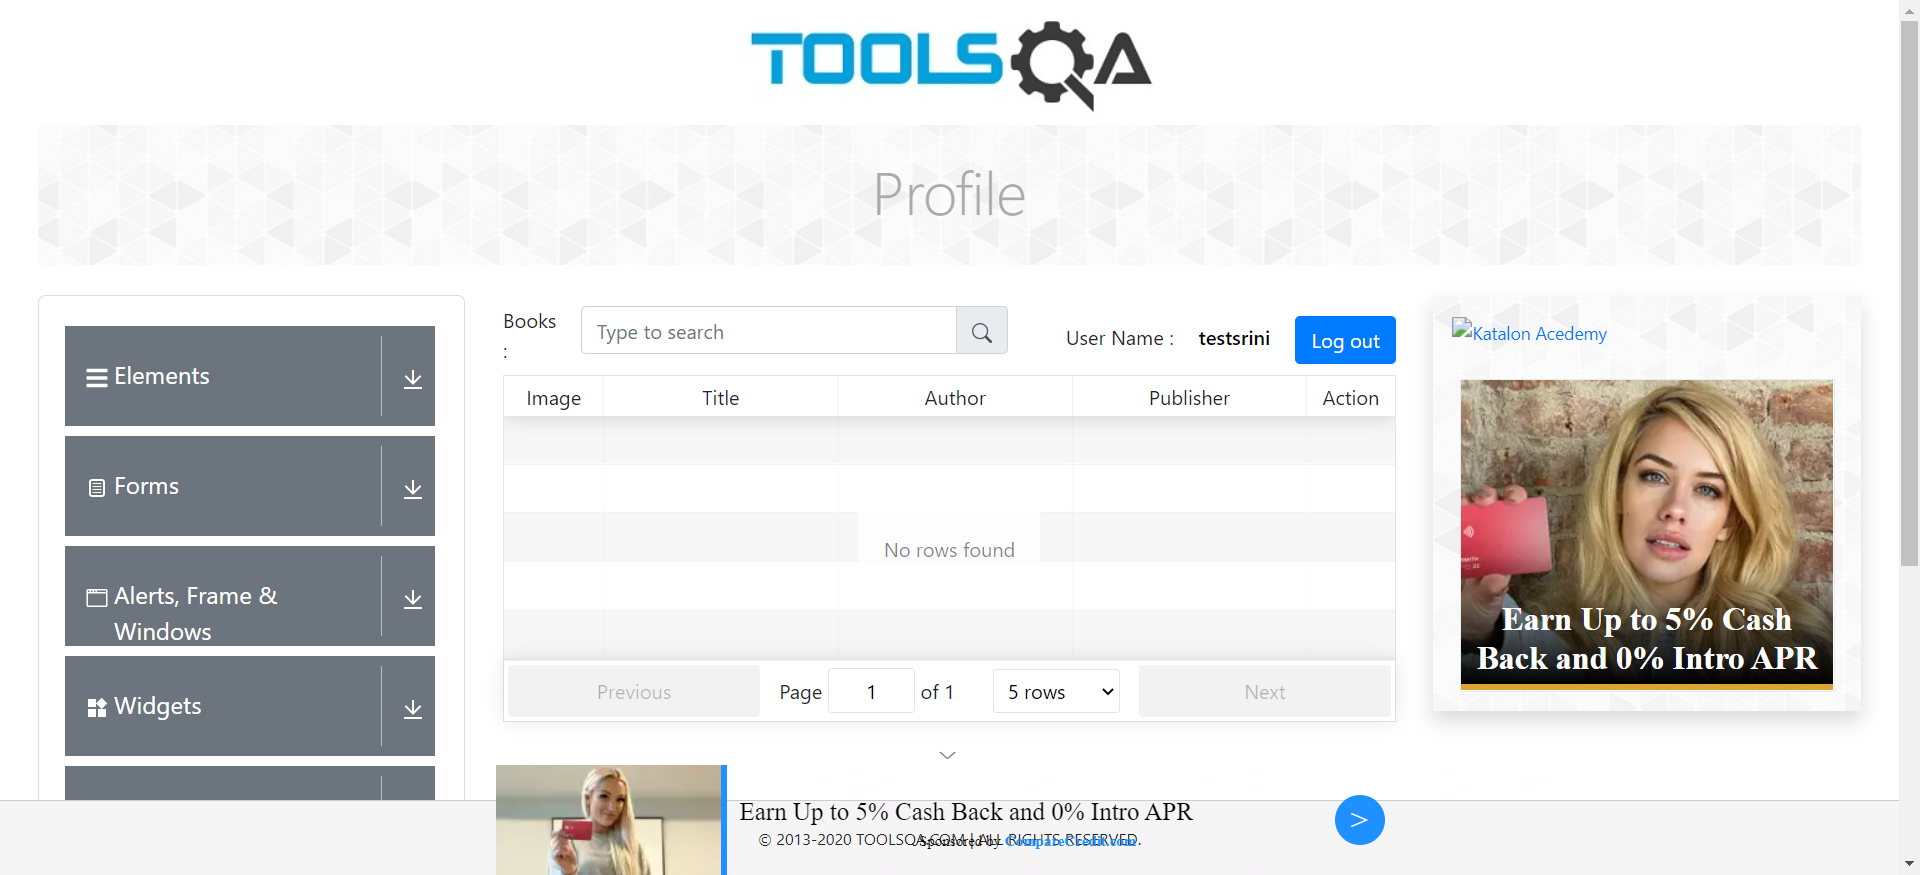 TOOLSQA
Profile
Elements
Forms
Alerts, Frame &
Windows
Widgets
Books
:
Type to search
User Name :
testsrini
Log out
Image
Title
Author
Publisher
Action
No rows found
Previous
Page
1
of 1
5 rows
Next
Katalon Acedemy
Earn Up to 5% Cash
Back and 0% Intro APR
Earn Up to 5% Cash Back and 0% Intro APR
>
© 2013-2020 TOOLSQA.COM | ALL RIGHTS RESERVED.
Sponsored by CompareCredit.com